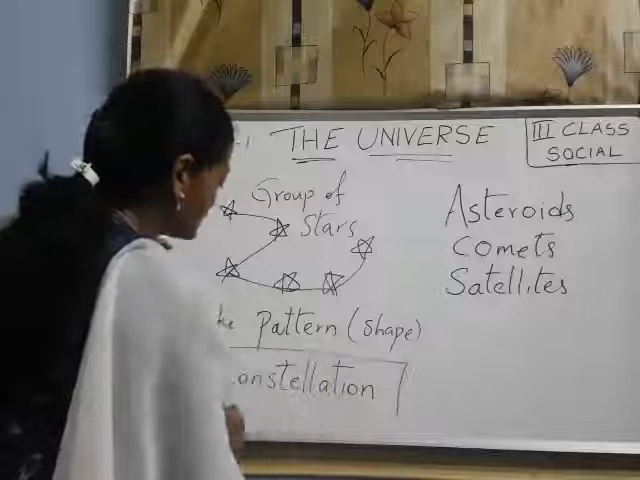 THE UNIVERSE
III CLASS
SOCIAL
Group of
Stars
Pattern (shape)
onstellation
Asteroids
comets
Satellites